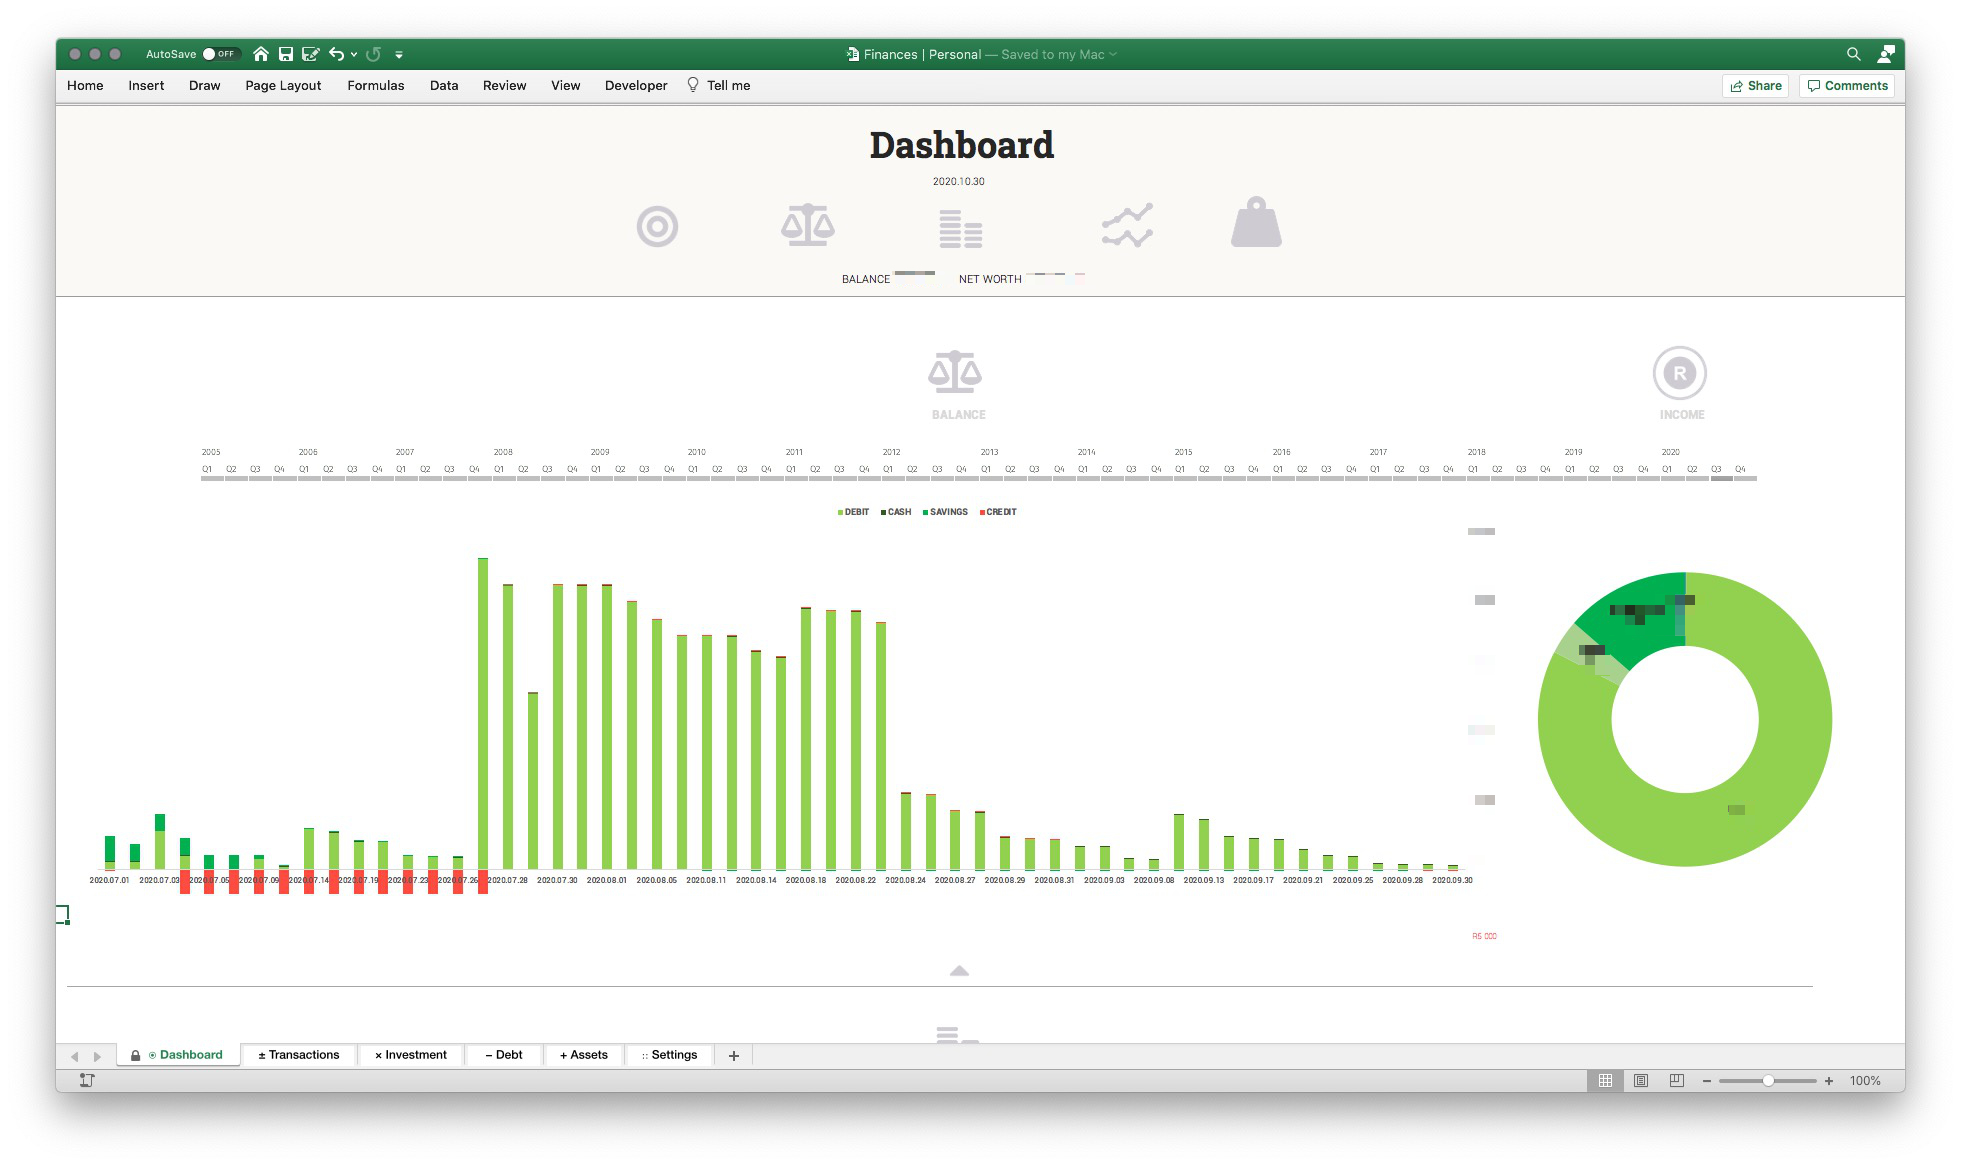 AutoSave OFF Finances | Personal — Saved to my Mac
Home Insert Draw Page Layout Formulas Data Review View Developer Tell me Share Comments
Dashboard
2020.10.30
BALANCE NET WORTH
R
BALANCE INCOME
2005 2006 2007 2008 2009 2010 2011 2012 2013 2014 2015 2016 2017 2018 2019 2020
Q1 Q2 Q3 Q4 Q1 Q2 Q3 Q4 Q1 Q2 Q3 Q4 Q1 Q2 Q3 Q4 Q1 Q2 Q3 Q4 Q1 Q2 Q3 Q4 Q1 Q2 Q3 Q4 Q1 Q2 Q3 Q4 Q1 Q2 Q3 Q4 Q1 Q2 Q3 Q4 Q1 Q2 Q3 Q4 Q1 Q2 Q3 Q4 Q1 Q2 Q3 Q4 Q1 Q2 Q3 Q4 Q1 Q2 Q3 Q4 Q1 Q2 Q3 Q4
DEBIT CASH SAVINGS CREDIT
2020.07.01 2020.07.03 2020.07.05 2020.07.09 2020.07.14 2020.07.19 2020.07.23 2020.07.26 2020.07.28 2020.07.30 2020.08.01 2020.08.05 2020.08.11 2020.08.14 2020.08.18 2020.08.22 2020.08.24 2020.08.27 2020.08.29 2020.08.31 2020.09.03 2020.09.08 2020.09.13 2020.09.17 2020.09.21 2020.09.25 2020.09.28 2020.09.30
R5 000
Dashboard ± Transactions × Investment − Debt + Assets :: Settings +
100%